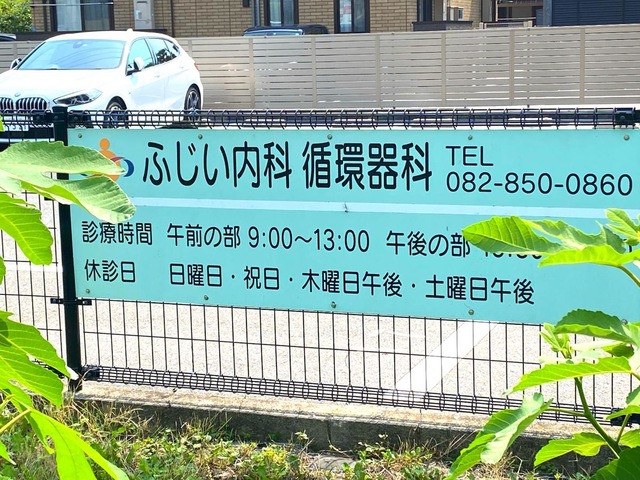 ふじい内科 循環器科 TEL 082-850-0860
診療時間 午前の部 9:00～13:00 午後の部
休診日 日曜日・祝日・木曜日午後・土曜日午後